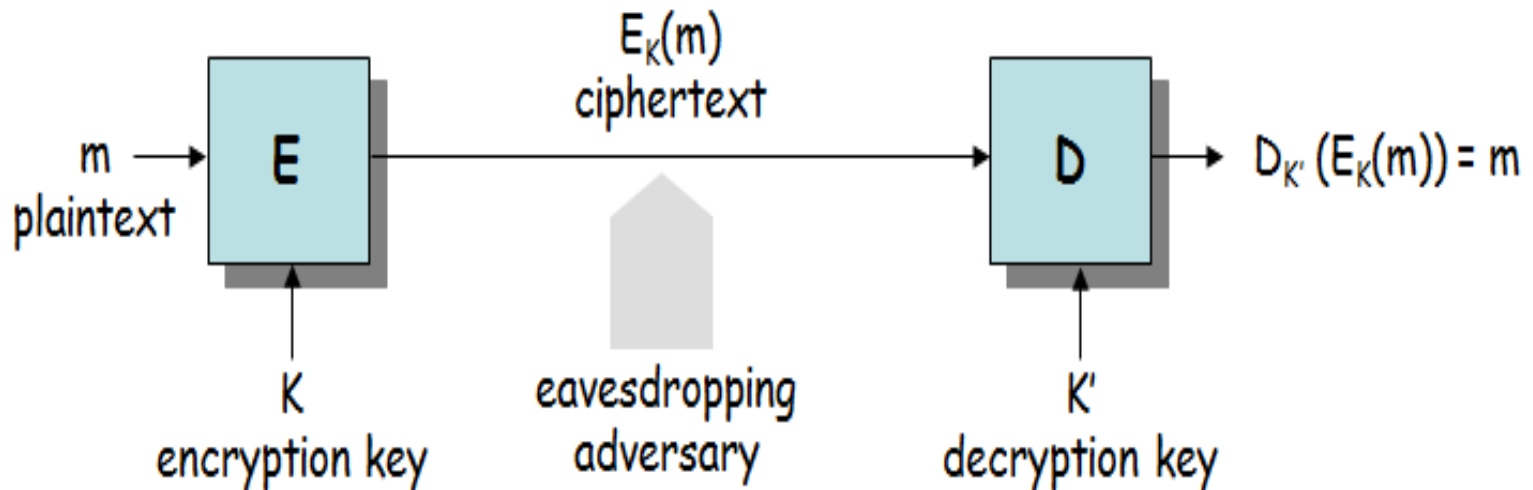 E_K(m)
ciphertext
m
plaintext
E
D
D_K' (E_K(m)) = m
K
encryption key
eavesdropping
adversary
K'
decryption key